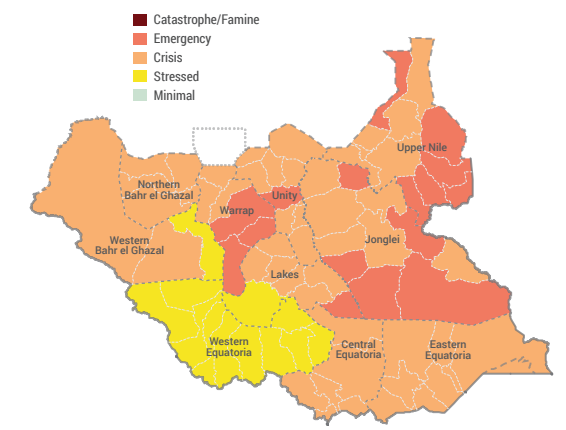 Catastrophe/Famine
Emergency
Crisis
Stressed
Minimal
Upper Nile
Northern
Bahr el Ghazal
Unity
Warrap
Western
Bahr el Ghazal
Jonglei
Lakes
Western
Equatoria
Central
Equatoria
Eastern
Equatoria